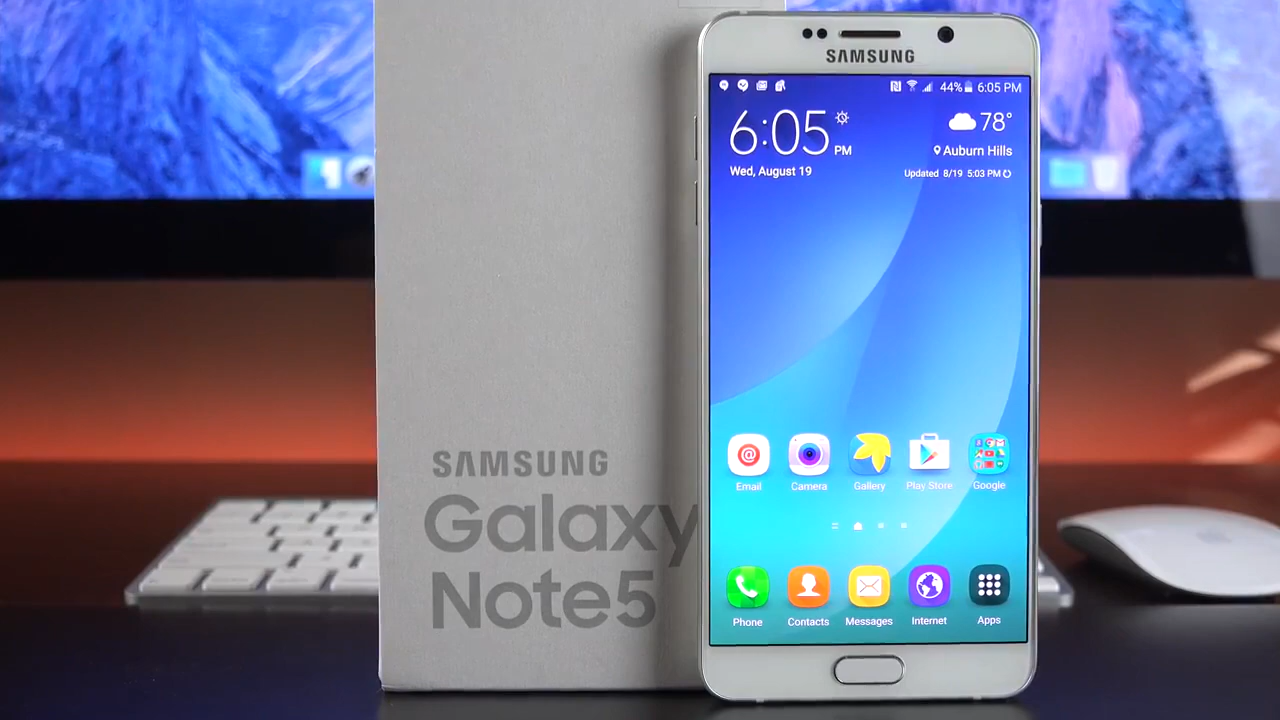 SAMSUNG
Galaxy
Note5
SAMSUNG
44% 6:05 PM
6:05 PM
Wed, August 19
78°
Auburn Hills
Updated 8/19 5:03 PM
Email Camera Gallery Play Store Google
Phone Contacts Messages Internet Apps